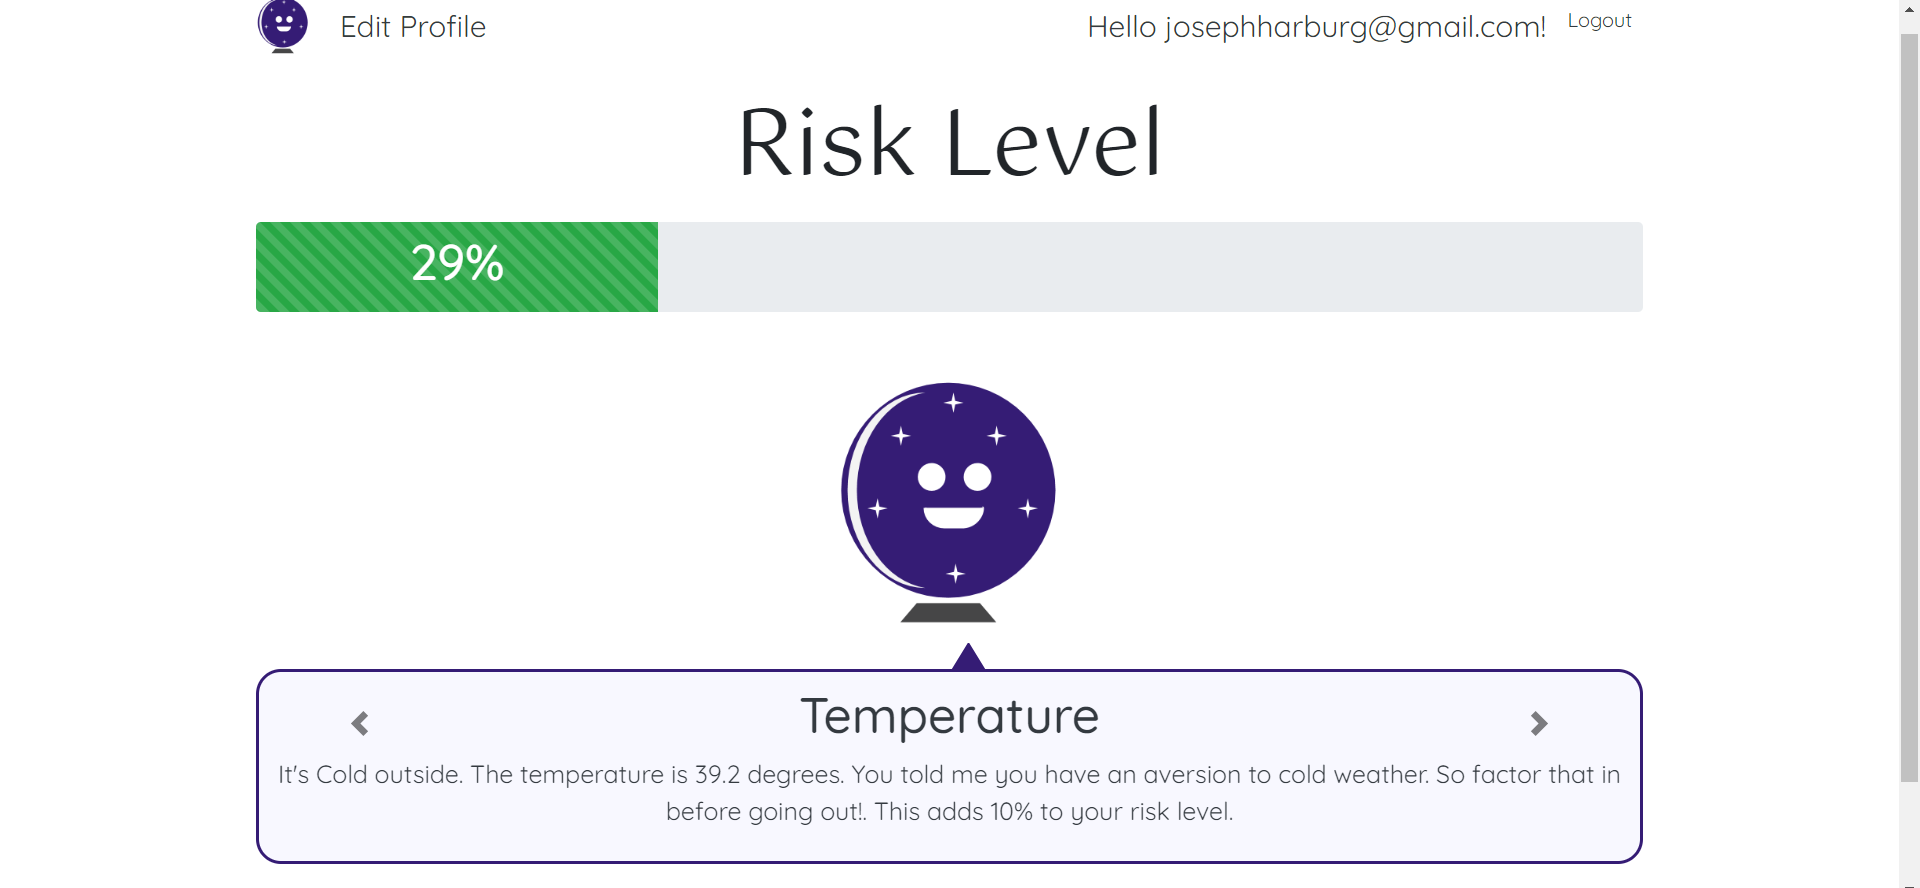 Edit Profile
Hello josephharburg@gmail.com!
Logout
Risk Level
29%
Temperature
It's Cold outside. The temperature is 39.2 degrees. You told me you have an aversion to cold weather. So factor that in
before going out!. This adds 10% to your risk level.